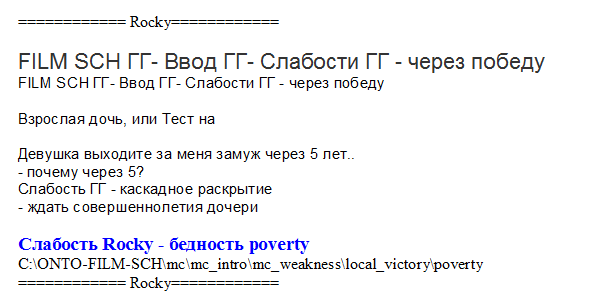 ============ Rocky============
FILM SCH ГГ- Ввод ГГ- Слабости ГГ - через победу
FILM SCH ГГ- Ввод ГГ- Слабости ГГ - через победу
Взрослая дочь, или Тест на
Девушка выходите за меня замуж через 5 лет..
- почему через 5?
Слабость ГГ - каскадное раскрытие
- ждать совершеннолетия дочери
Слабость Rocky - бедность poverty
C:\ONTO-FILM-SCH\mc\mc_intro\mc_weakness\local_victory\poverty
============ Rocky============